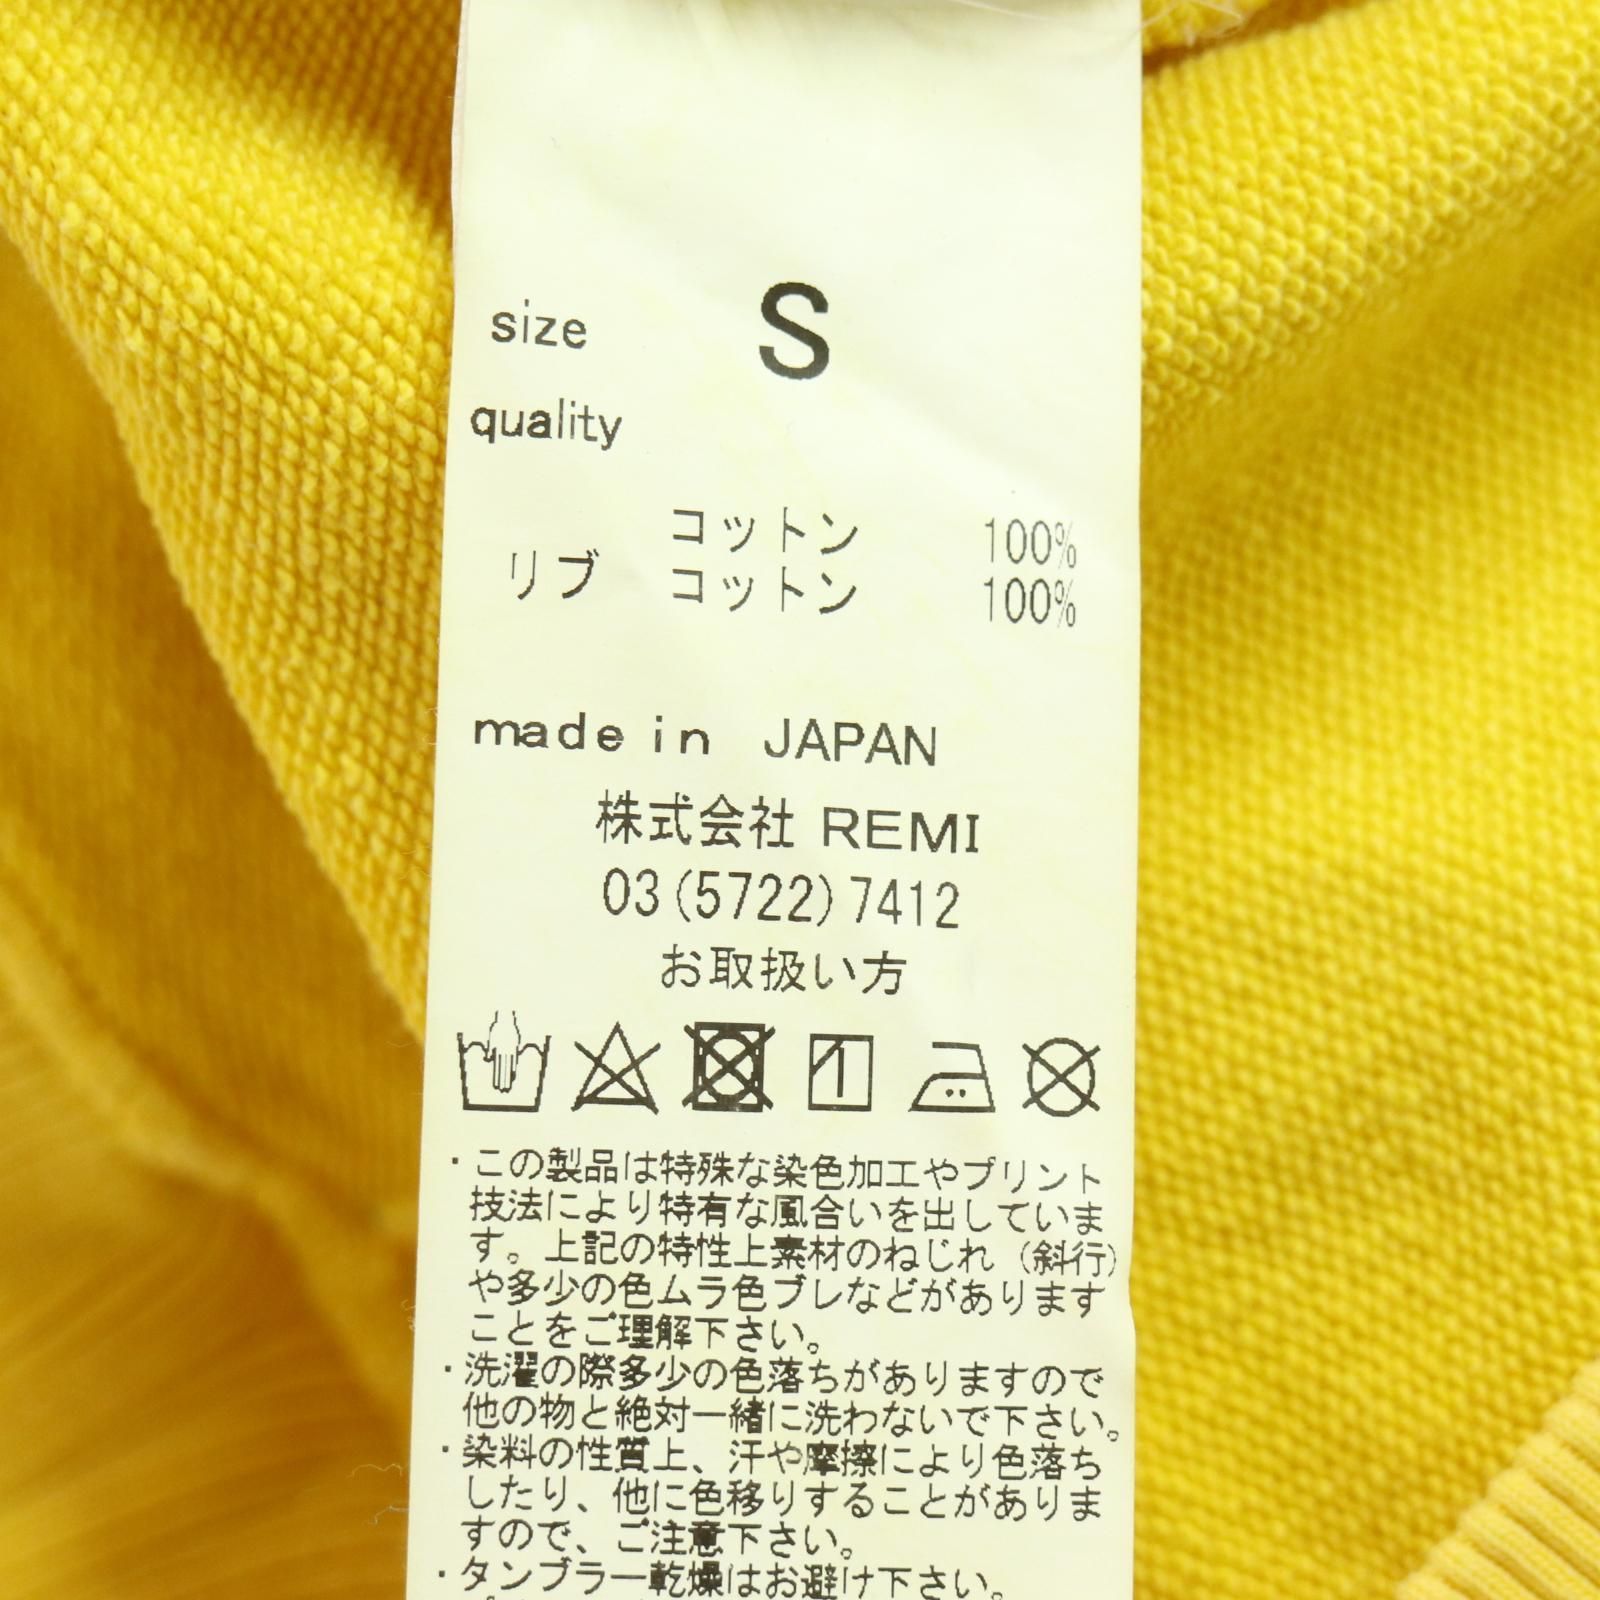 size S
quality
コットン 100%
リブ コットン 100%
made in JAPAN
株式会社 REMI
03(5722)7412
お取扱い方
・この製品は特殊な染色加工やプリント
技法により特有な風合いを出していま
す。上記の特性上素材のねじれ（斜行）
や多少の色ムラ色ブレなどがあります
ことをご理解下さい。
・洗濯の際多少の色落ちがありますので
他の物と絶対一緒に洗わないで下さい。
・染料の性質上、汗や摩擦により色落ち
したり、他に色移りすることがありま
すので、ご注意下さい。
・タンブラー乾燥はお避け下さい。